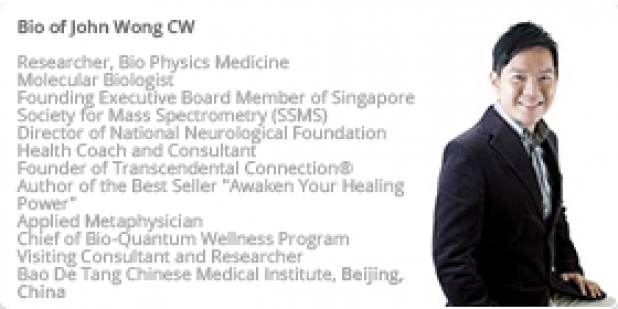 Bio of John Wong CW
Researcher, Bio Physics Medicine
Molecular Biologist
Founding Executive Board Member of Singapore
Society for Mass Spectrometry (SSMS)
Director of National Neurological Foundation
Health Coach and Consultant
Founder of Transcendental Connection®
Author of the Best Seller "Awaken Your Healing
Power"
Applied Metaphysician
Chief of Bio-Quantum Wellness Program
Visiting Consultant and Researcher
Bao De Tang Chinese Medical Institute, Beijing,
China